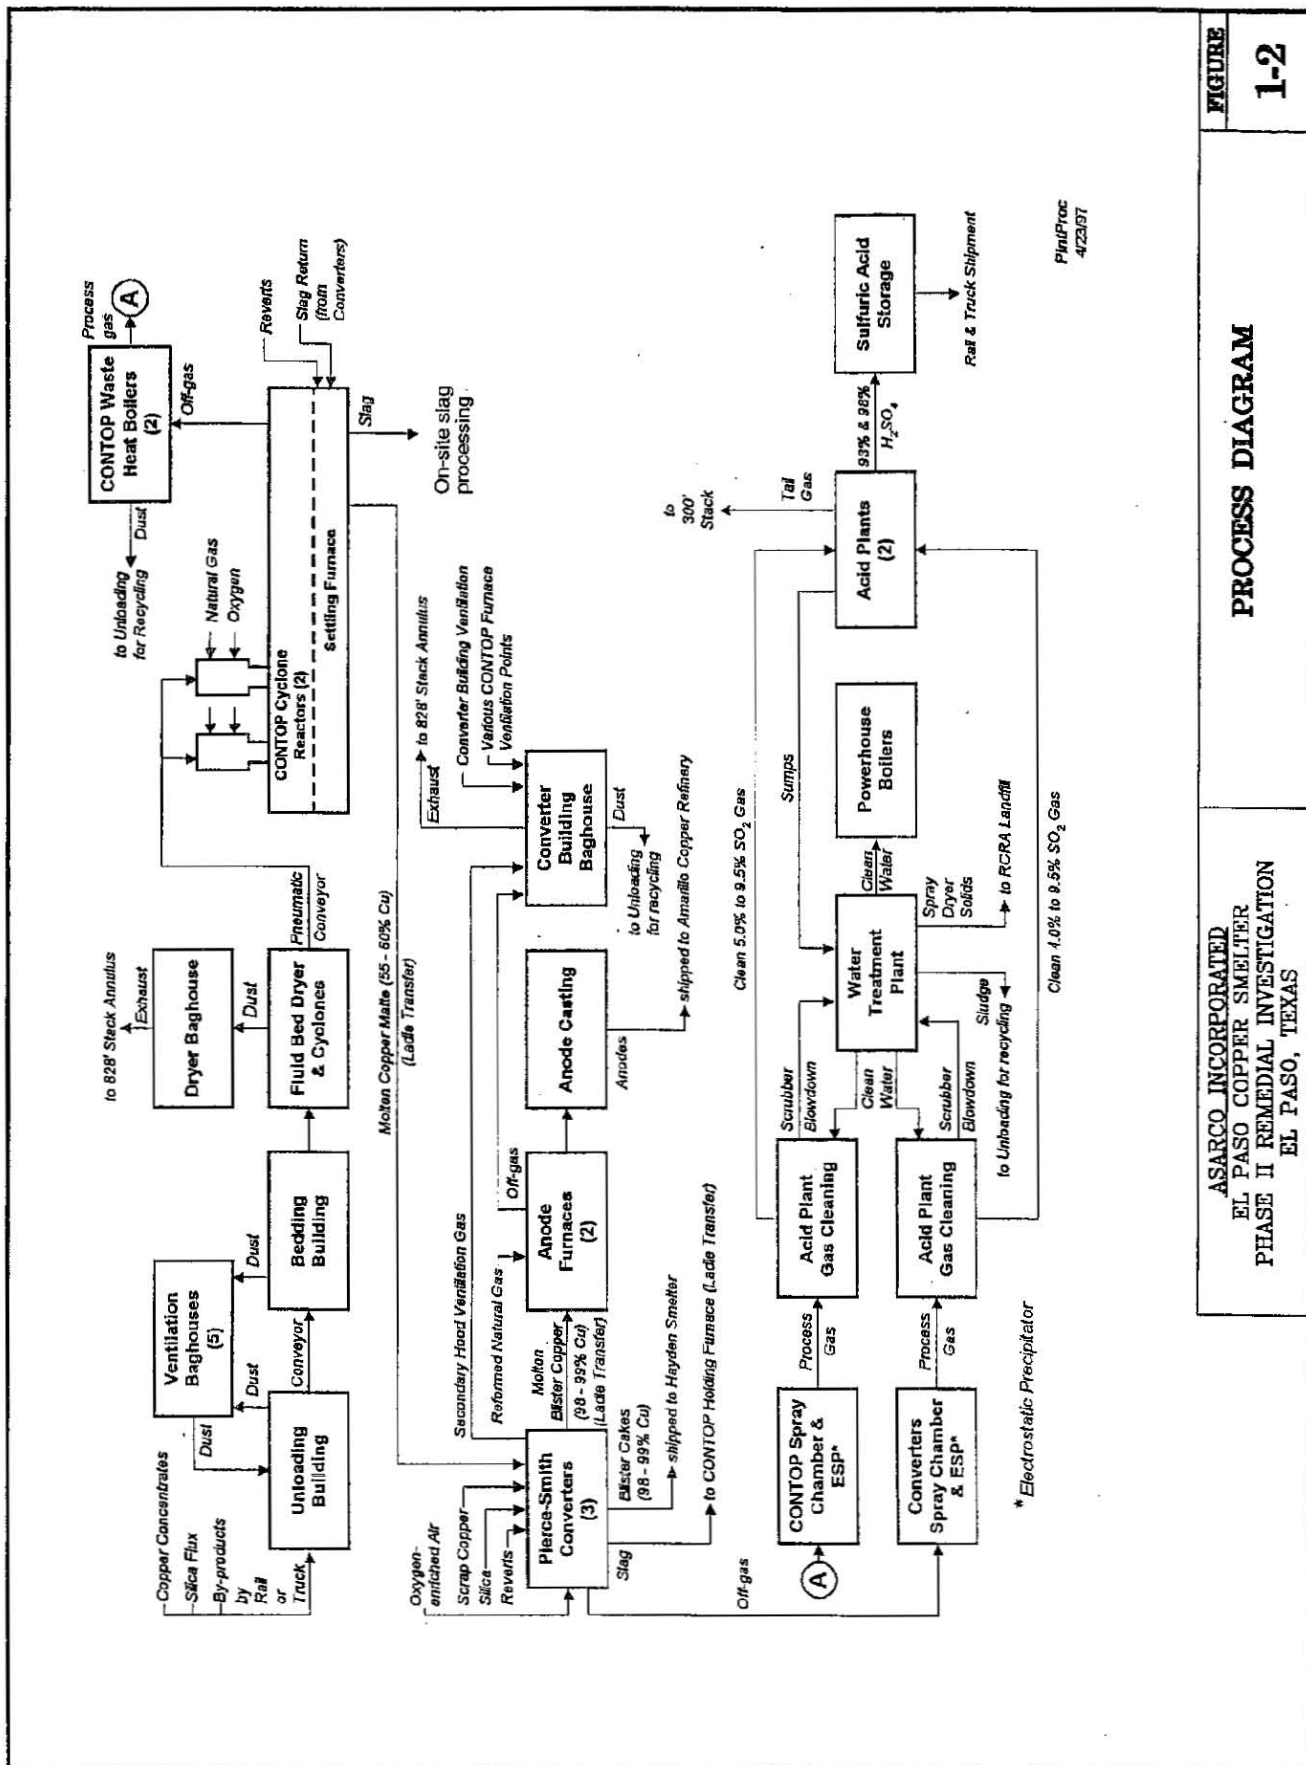 Copper Concentrates
Silica Flux
By-products
by
Rail
or
Truck
Unloading
Building
Dust
Dust
Ventilation
Baghouses
(5)
Conveyor
Dust
Bedding
Building
to 828' Stack Annulus
Exhaust
Dryer Baghouse
Dust
Fluid Bed Dryer
& Cyclones
Pneumatic
Conveyor
Natural Gas
Oxygen
CONTOP Cyclone
Reactors (2)
Settling Furnace
to Unloading
for Recycling
Dust
CONTOP Waste
Heat Boilers
(2)
Process
gas
A
Off-gas
Reverts
Slag Return
(from
Converters)
Slag
On-site slag
processing
Molten Copper Matte (55 - 60% Cu)
(Ladle Transfer)
Oxygen-
enriched Air
Scrap Copper
Silica
Reverts
Pierce-Smith
Converters
(3)
Slag
Secondary Hood Ventilation Gas
Reformed Natural Gas
Molten
Blister Copper
(98 - 99% Cu)
(Ladle Transfer)
Blister Cakes
(98 - 99% Cu)
shipped to Hayden Smelter
to CONTOP Holding Furnace (Ladle Transfer)
Anode
Furnaces
(2)
Off-gas
Anode Casting
Anodes
shipped to Amarillo Copper Refinery
Converter
Building
Baghouse
Exhaust
to 828' Stack Annulus
Converter Building Ventilation
Various CONTOP Furnace
Ventilation Points
Dust
to Unloading
for recycling
Off-gas
A
CONTOP Spray
Chamber &
ESP*
Process
Gas
Converters
Spray Chamber
& ESP*
Process
Gas
Acid Plant
Gas Cleaning
Acid Plant
Gas Cleaning
Scrubber
Blowdown
Clean
Water
Scrubber
Blowdown
Clean 5.0% to 9.5% SO2 Gas
Sumps
Water
Treatment
Plant
Clean
Water
Powerhouse
Boilers
Spray
Dryer
Solids
to RCRA Landfill
Sludge
to Unloading for recycling
Clean 4.0% to 9.5% SO2 Gas
Acid Plants
(2)
to
300'
Stack
Tail
Gas
93% & 98%
H2SO4
Sulfuric Acid
Storage
Rail & Truck Shipment
* Electrostatic Precipitator
PlntProc
4/23/97
ASARCO INCORPORATED
EL PASO COPPER SMELTER
PHASE II REMEDIAL INVESTIGATION
EL PASO, TEXAS
PROCESS DIAGRAM
FIGURE
1-2